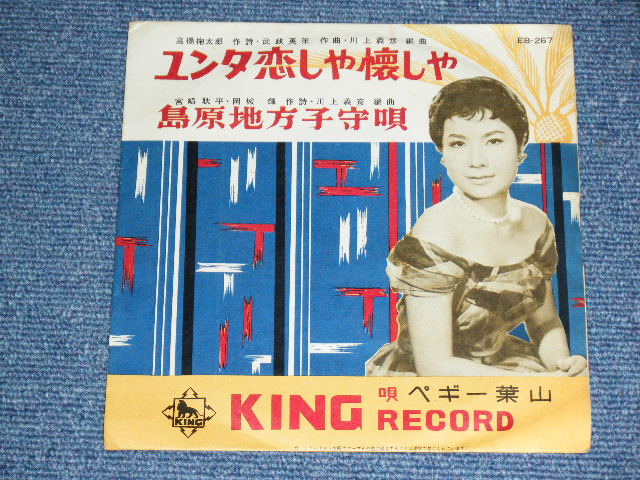 高橋掬太郎 作詩・武政英策 作曲・川上義彦 編曲
EB-267
ユンタ恋しや懐しや
宮崎耿平・岡城 輝 作詩・川上義彦 編曲
島原地方子守唄
唄 ペギー葉山
KING
KING RECORD